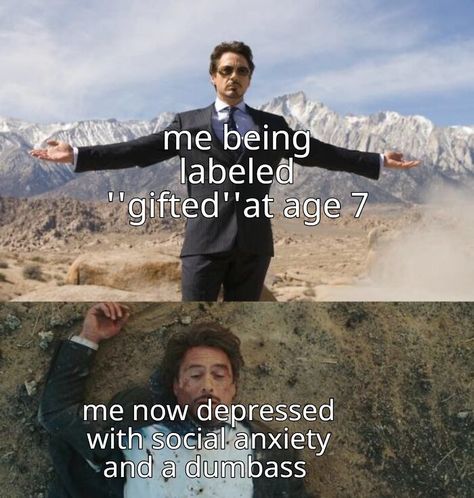 me being
labeled
''gifted''at age 7
me now depressed
with social anxiety
and a dumbass